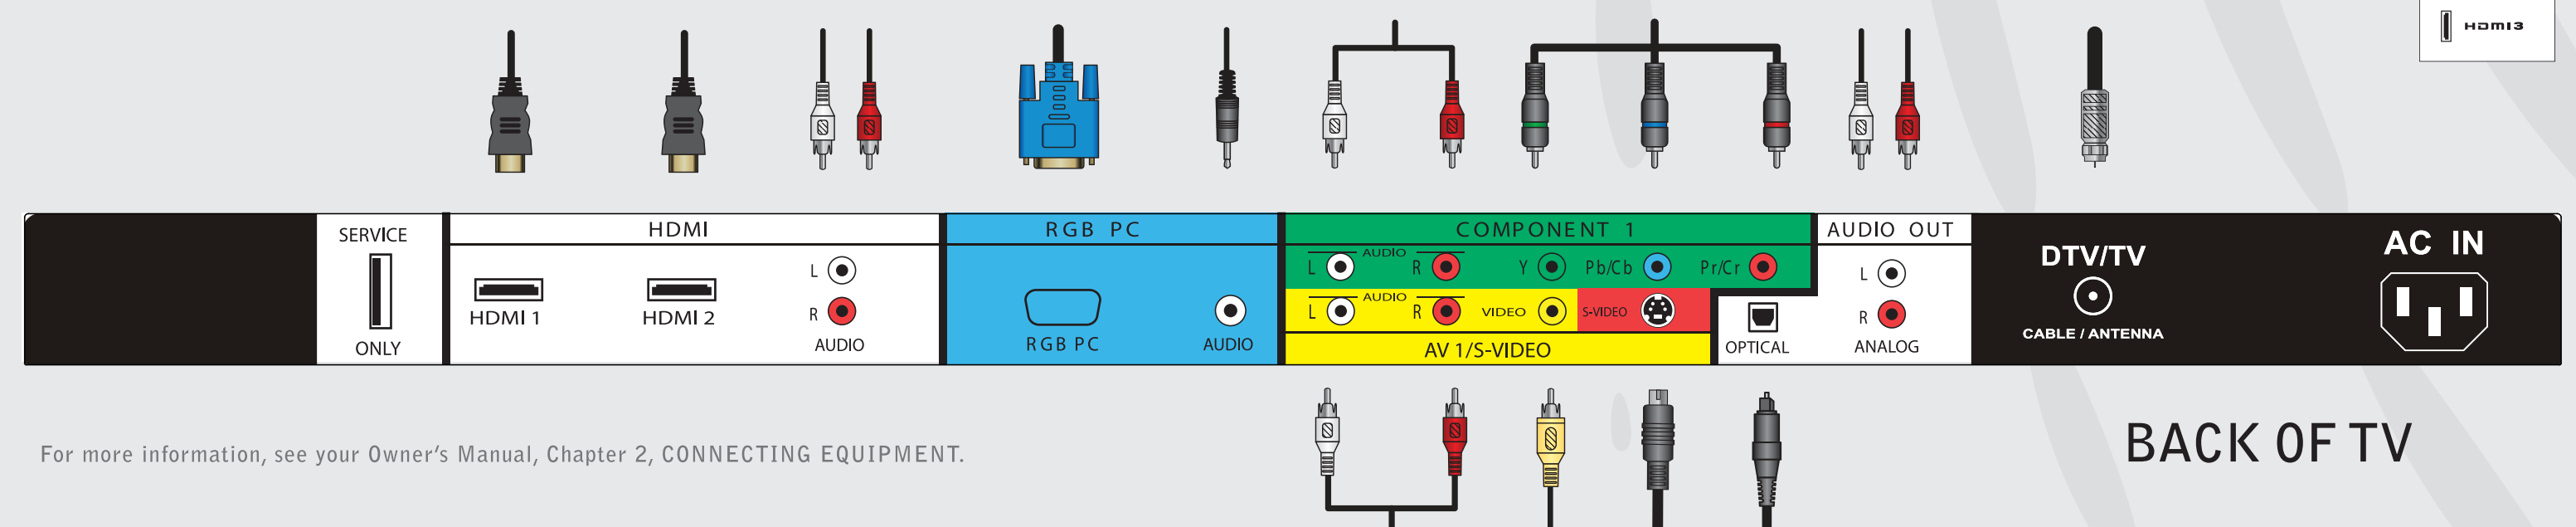 HDMI3
SERVICE
ONLY
HDMI
HDMI 1
HDMI 2
L
R
AUDIO
RGB PC
RGB PC
AUDIO
COMPONENT 1
L AUDIO R Y Pb/Cb Pr/Cr
L AUDIO R VIDEO S-VIDEO
AV 1/S-VIDEO
OPTICAL
AUDIO OUT
L
R
ANALOG
DTV/TV
CABLE / ANTENNA
AC IN
For more information, see your Owner's Manual, Chapter 2, CONNECTING EQUIPMENT.
BACK OF TV